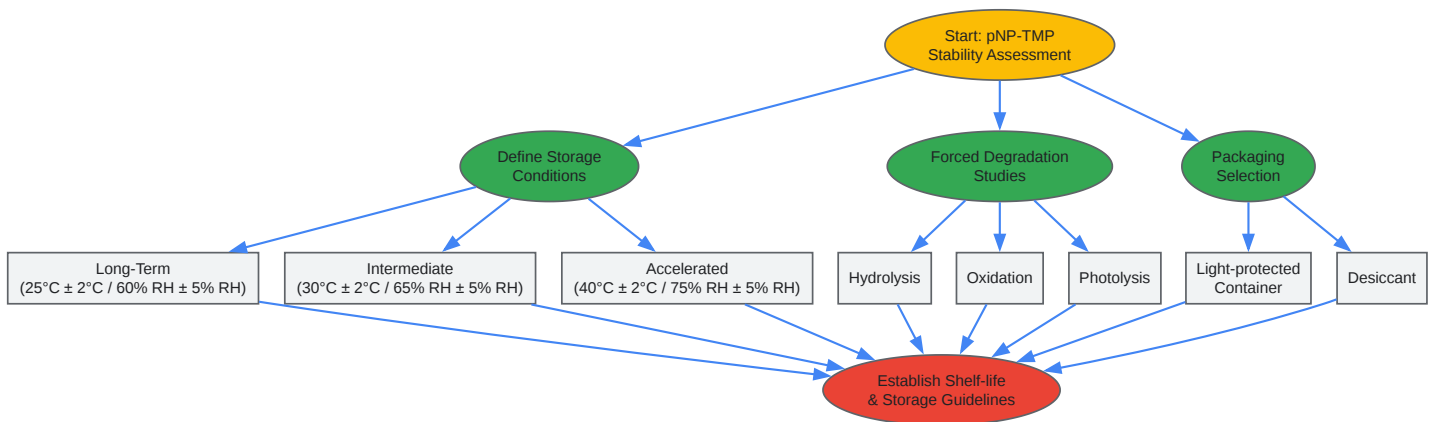 Start: pNP-TMP
Stability Assessment
Define Storage
Conditions
Forced Degradation
Studies
Packaging
Selection
Long-Term
(25°C ± 2°C / 60% RH ± 5% RH)
Intermediate
(30°C ± 2°C / 65% RH ± 5% RH)
Accelerated
(40°C ± 2°C / 75% RH ± 5% RH)
Hydrolysis
Oxidation
Photolysis
Light-protected
Container
Desiccant
Establish Shelf-life
& Storage Guidelines